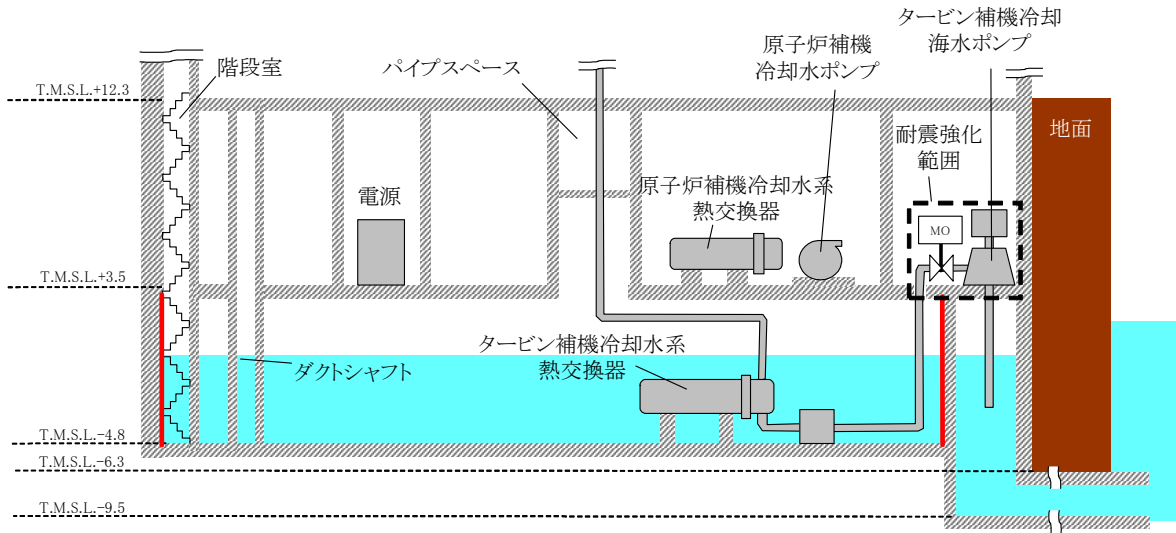 タービン補機冷却
海水ポンプ
原子炉補機
冷却水ポンプ
階段室
パイプスペース
T.M.S.L.+12.3
地面
耐震強化
範囲
原子炉補機冷却水系
熱交換器
電源
MO
T.M.S.L.+3.5
タービン補機冷却水系
熱交換器
ダクトシャフト
T.M.S.L.-4.8
T.M.S.L.-6.3
T.M.S.L.-9.5